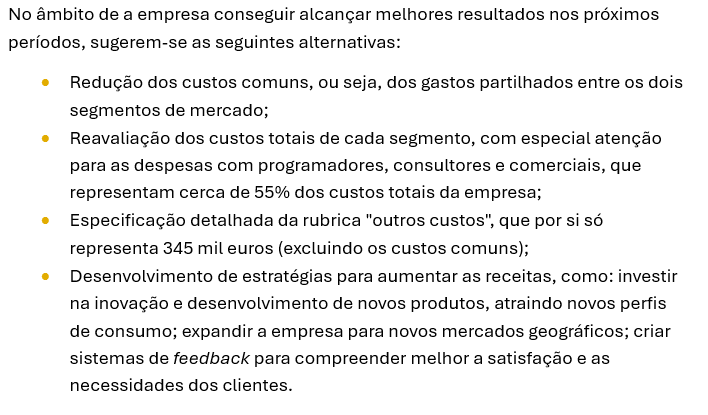 No âmbito de a empresa conseguir alcançar melhores resultados nos próximos
períodos, sugerem-se as seguintes alternativas:
• Redução dos custos comuns, ou seja, dos gastos partilhados entre os dois
segmentos de mercado;
• Reavaliação dos custos totais de cada segmento, com especial atenção
para as despesas com programadores, consultores e comerciais, que
representam cerca de 55% dos custos totais da empresa;
• Especificação detalhada da rubrica "outros custos", que por si só
representa 345 mil euros (excluindo os custos comuns);
• Desenvolvimento de estratégias para aumentar as receitas, como: investir
na inovação e desenvolvimento de novos produtos, atraindo novos perfis
de consumo; expandir a empresa para novos mercados geográficos; criar
sistemas de feedback para compreender melhor a satisfação e as
necessidades dos clientes.